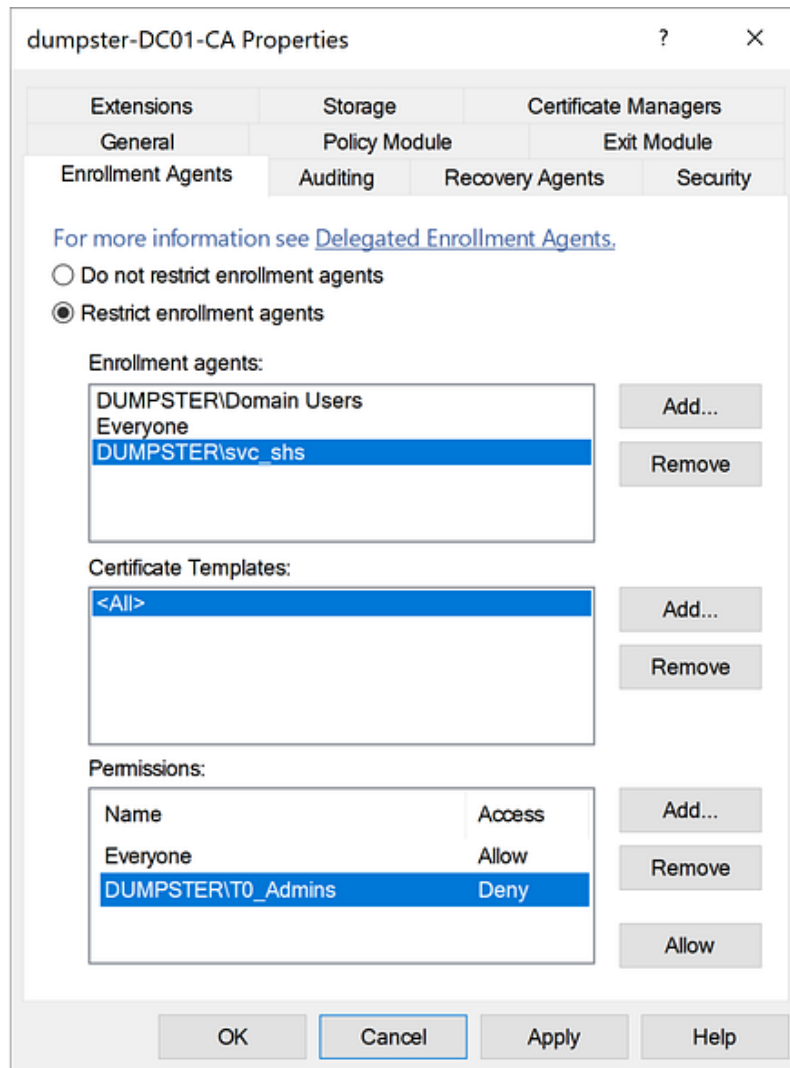 dumpster-DC01-CA Properties ? ×
Extensions Storage Certificate Managers
General Policy Module Exit Module
Enrollment Agents Auditing Recovery Agents Security
For more information see Delegated Enrollment Agents.
Do not restrict enrollment agents
Restrict enrollment agents
Enrollment agents:
DUMPSTER\Domain Users
Everyone
DUMPSTER\svc_shs
Add...
Remove
Certificate Templates:
<All>
Add...
Remove
Permissions:
Name Access
Everyone Allow
DUMPSTER\T0_Admins Deny
Add...
Remove
Allow
OK Cancel Apply Help